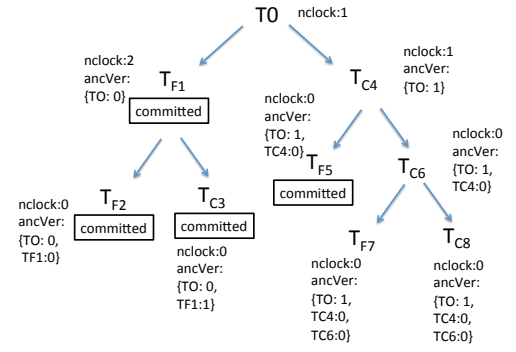 T0 nclock:1
nclock:2
ancVer:
{TO: 0}
T_F1
committed
nclock:1
ancVer:
{TO: 1}
T_C4
nclock:0
ancVer:
{TO: 1,
TC4:0}
T_F5
committed
nclock:0
ancVer:
{TO: 1,
TC4:0}
T_C6
nclock:0
ancVer:
{TO: 0,
TF1:0}
T_F2
committed
T_C3
committed
nclock:0
ancVer:
{TO: 0,
TF1:1}
T_F7
nclock:0
ancVer:
{TO: 1,
TC4:0,
TC6:0}
T_C8
nclock:0
ancVer:
{TO: 1,
TC4:0,
TC6:0}